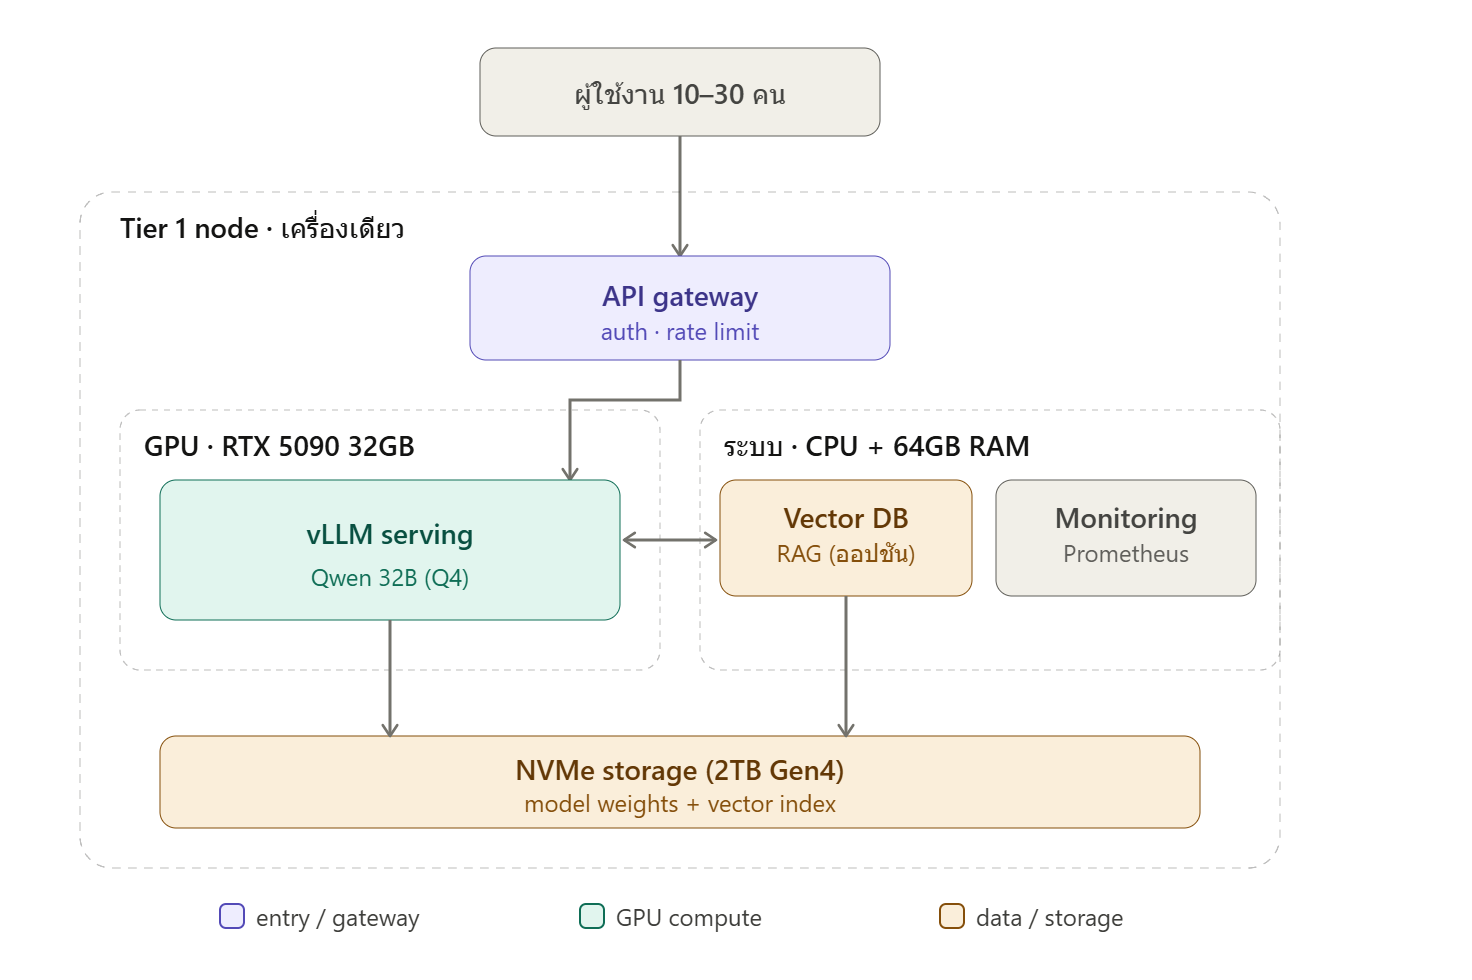 ผู้ใช้งาน 10–30 คน
Tier 1 node · เครื่องเดียว
API gateway
auth · rate limit
GPU · RTX 5090 32GB
vLLM serving
Qwen 32B (Q4)
ระบบ · CPU + 64GB RAM
Vector DB
RAG (ออปชัน)
Monitoring
Prometheus
NVMe storage (2TB Gen4)
model weights + vector index
entry / gateway
GPU compute
data / storage